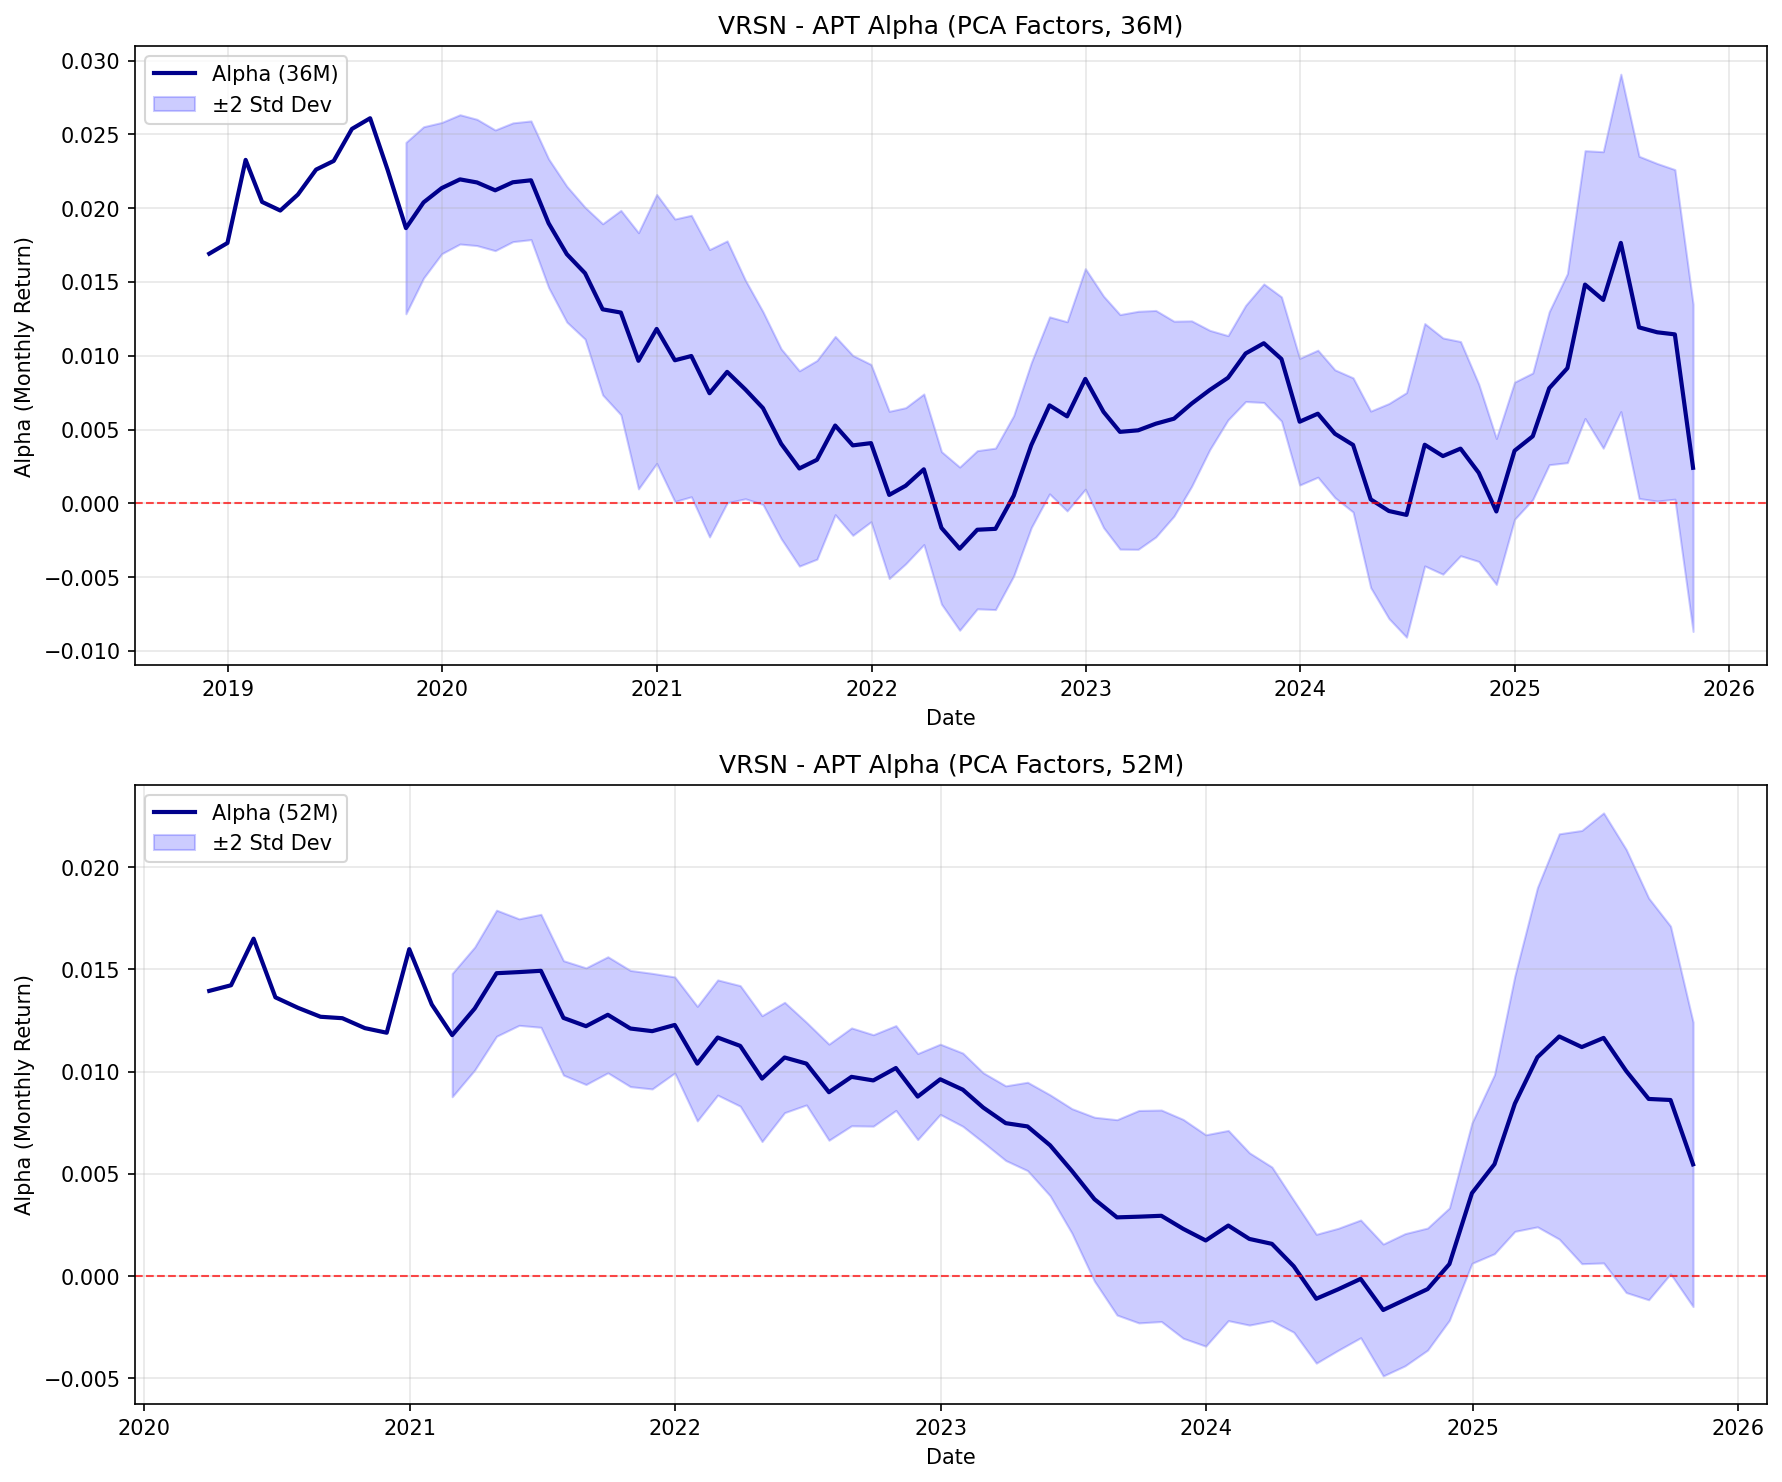 VRSN - APT Alpha (PCA Factors, 36M)
Alpha (36M)
±2 Std Dev
Alpha (Monthly Return)
0.030
0.025
0.020
0.015
0.010
0.005
0.000
−0.005
−0.010
2019 2020 2021 2022 2023 2024 2025 2026
Date
VRSN - APT Alpha (PCA Factors, 52M)
Alpha (52M)
±2 Std Dev
Alpha (Monthly Return)
0.020
0.015
0.010
0.005
0.000
−0.005
2020 2021 2022 2023 2024 2025 2026
Date